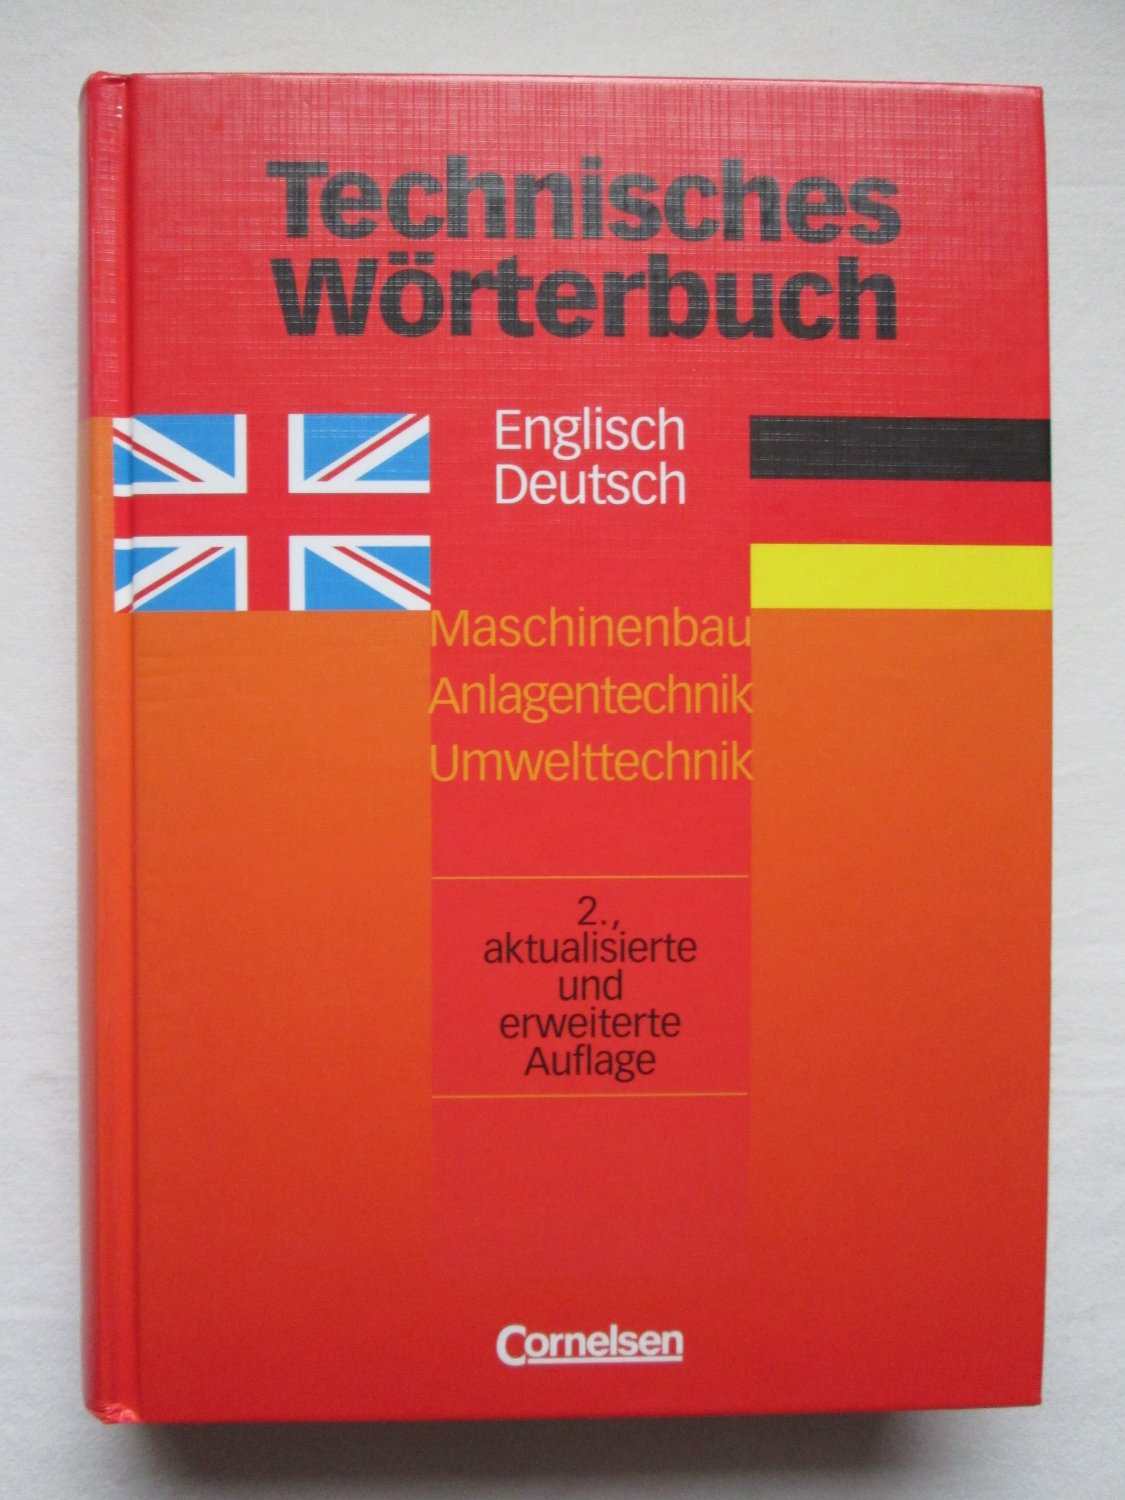 Technisches
Wörterbuch
Englisch
Deutsch
Maschinenbau
Anlagentechnik
Umwelttechnik
2.,
aktualisierte
und
erweiterte
Auflage
Cornelsen